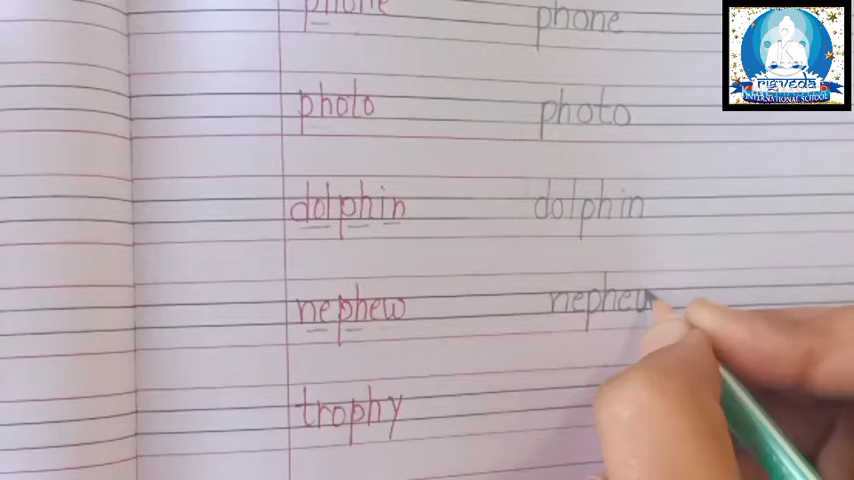 phone phone
photo photo
dolphin dolphin
nephew nephew
trophy
rigveda
INTERNATIONAL SCHOOL